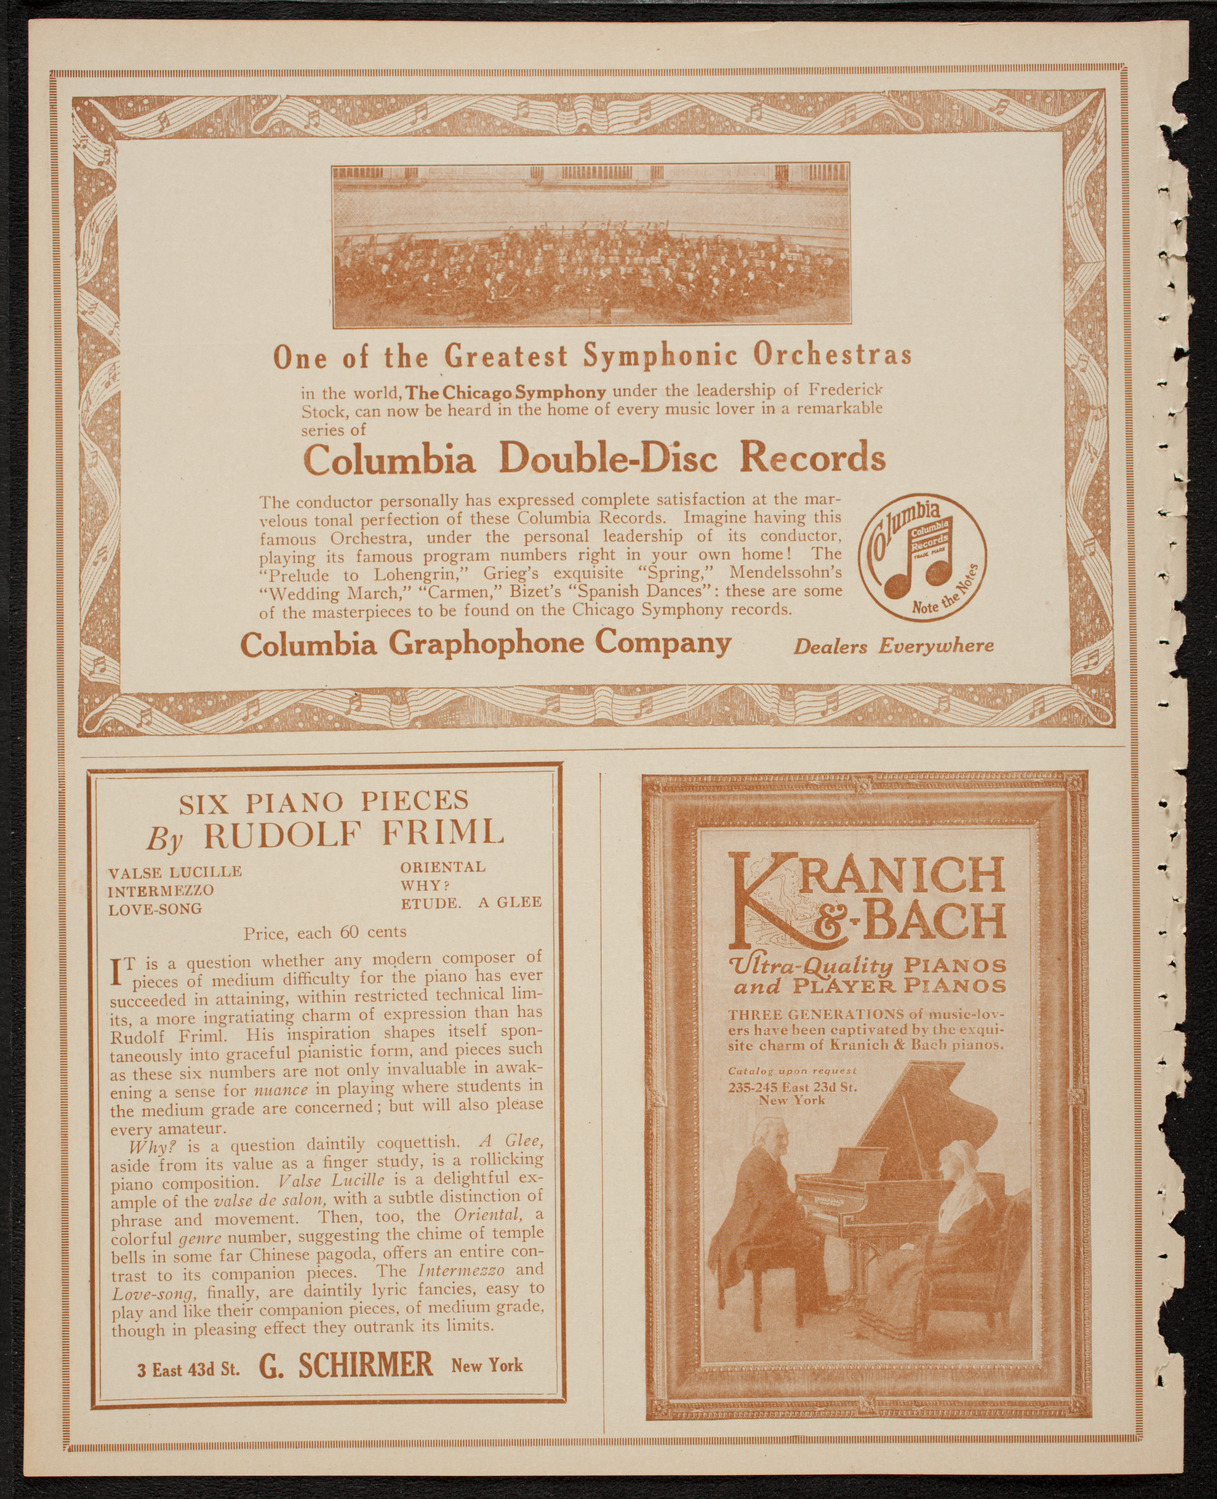 One of the Greatest Symphonic Orchestras
in the world, The Chicago Symphony under the leadership of Frederick
Stock, can now be heard in the home of every music lover in a remarkable
series of
Columbia Double-Disc Records
The conductor personally has expressed complete satisfaction at the mar-
velous tonal perfection of these Columbia Records. Imagine having this
famous Orchestra, under the personal leadership of its conductor,
playing its famous program numbers right in your own home! The
"Prelude to Lohengrin," Grieg's exquisite "Spring," Mendelssohn's
"Wedding March," "Carmen," Bizet's "Spanish Dances": these are some
of the masterpieces to be found on the Chicago Symphony records.
Columbia
Columbia
Records
TRADE MARK
Note the Notes
Columbia Graphophone Company Dealers Everywhere
SIX PIANO PIECES
By RUDOLF FRIML
VALSE LUCILLE
INTERMEZZO
LOVE-SONG
ORIENTAL
WHY?
ETUDE. A GLEE
Price, each 60 cents
IT is a question whether any modern composer of
pieces of medium difficulty for the piano has ever
succeeded in attaining, within restricted technical lim-
its, a more ingratiating charm of expression than has
Rudolf Friml. His inspiration shapes itself spon-
taneously into graceful pianistic form, and pieces such
as these six numbers are not only invaluable in awak-
ening a sense for nuance in playing where students in
the medium grade are concerned; but will also please
every amateur.
Why? is a question daintily coquettish. A Glee,
aside from its value as a finger study, is a rollicking
piano composition. Valse Lucille is a delightful ex-
ample of the valse de salon, with a subtle distinction of
phrase and movement. Then, too, the Oriental, a
colorful genre number, suggesting the chime of temple
bells in some far Chinese pagoda, offers an entire con-
trast to its companion pieces. The Intermezzo and
Love-song, finally, are daintily lyric fancies, easy to
play and like their companion pieces, of medium grade,
though in pleasing effect they outrank its limits.
3 East 43d St. G. SCHIRMER New York
KRANICH
&-BACH
Ultra-Quality PIANOS
and PLAYER PIANOS
THREE GENERATIONS of music-lov-
ers have been captivated by the exqui-
site charm of Kranich & Bach pianos.
Catalog upon request
235-245 East 23d St.
New York